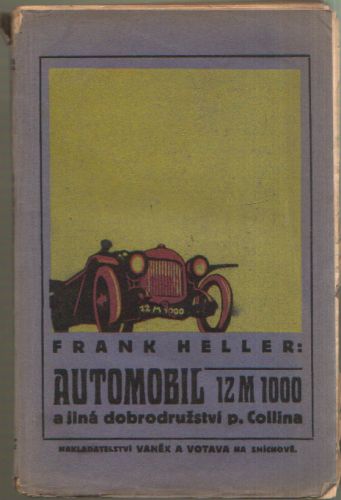 12 M 1000
FRANK HELLER:
AUTOMOBIL 12 M 1000
a jiná dobrodružství p. Collina
NAKLADATELSTVÍ VANĚK A VOTAVA NA SMÍCHOVĚ.